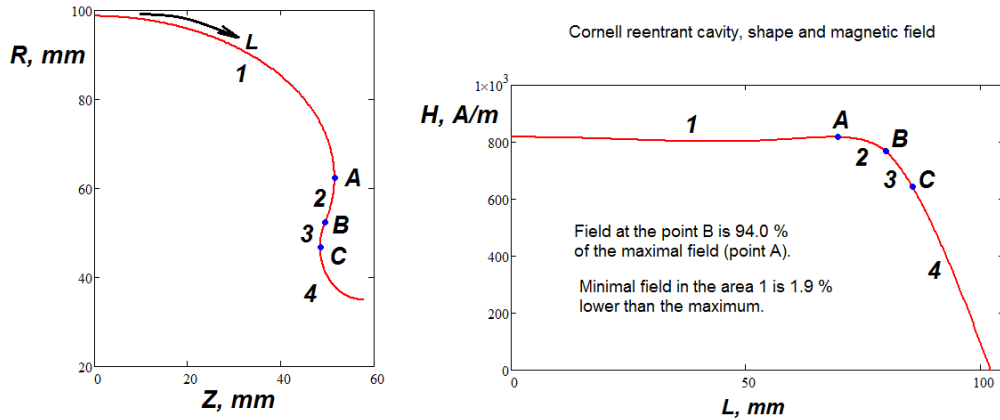 Cornell reentrant cavity, shape and magnetic field
R, mm
100
80
60
40
20
0
20
40
60
Z, mm
L
1
A
2
B
3
C
4
H, A/m
1×10³
800
600
400
200
0
0
50
100
L, mm
1
A
B
2
3
C
4
Field at the point B is 94.0 %
of the maximal field (point A).
Minimal field in the area 1 is 1.9 %
lower than the maximum.